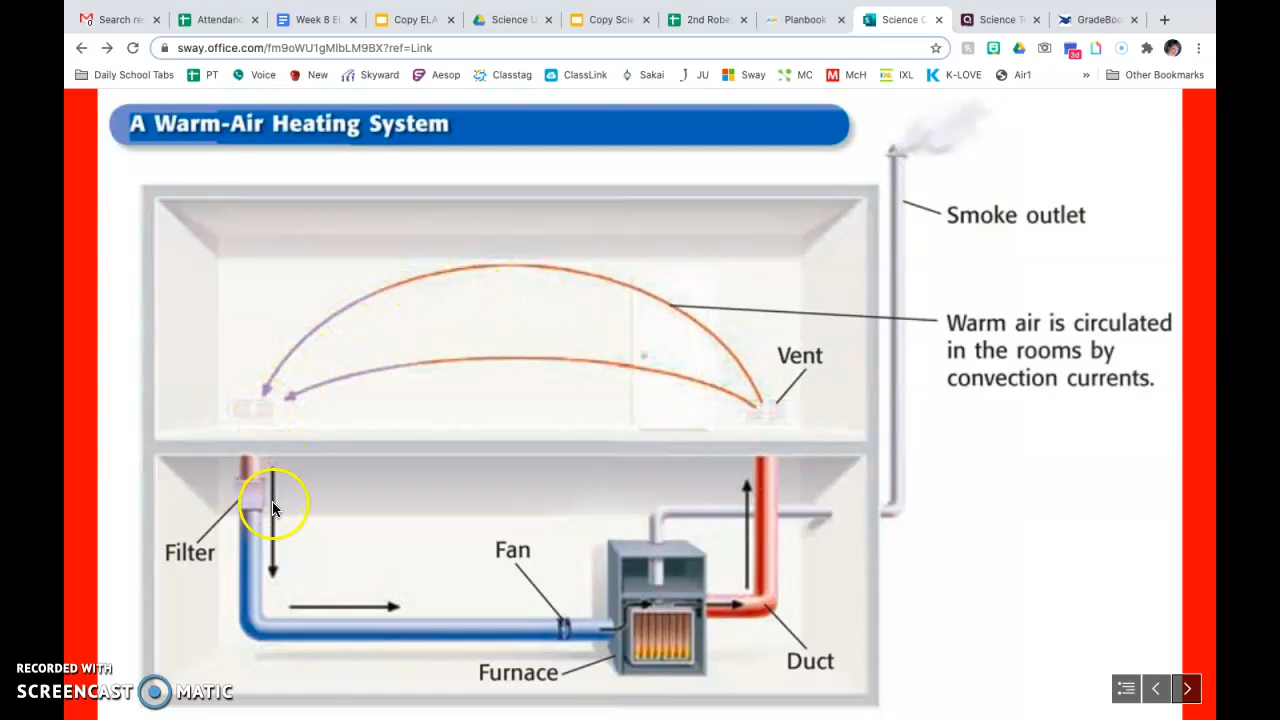 Search re
Attendanc
Week 8 EL
Copy ELA
Science U
Copy Scie
2nd Robe
Planbook
Science C
Science T
GradeBoo
sway.office.com/fm9oWU1gMlbLM9BX?ref=Link
3d
Daily School Tabs PT Voice New Skyward Aesop Classtag ClassLink Sakai JU Sway MC McH IXL K-LOVE Air1 » Other Bookmarks
A Warm-Air Heating System
Smoke outlet
Warm air is circulated
in the rooms by
convection currents.
Vent
Filter
Fan
Furnace
Duct
RECORDED WITH
SCREENCAST MATIC